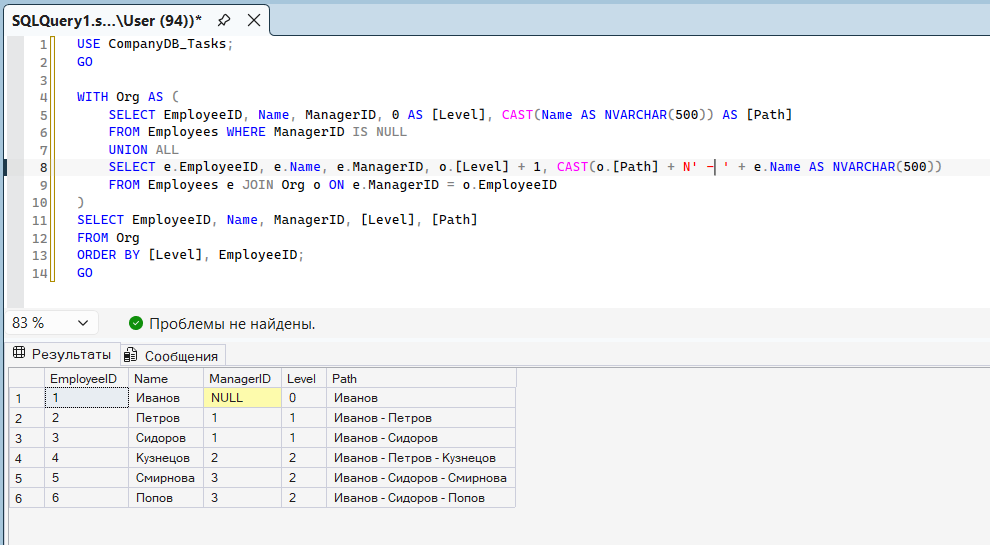 SQLQuery1.s...\User (94))*
1 USE CompanyDB_Tasks;
2 GO
3
4 WITH Org AS (
5 SELECT EmployeeID, Name, ManagerID, 0 AS [Level], CAST(Name AS NVARCHAR(500)) AS [Path]
6 FROM Employees WHERE ManagerID IS NULL
7 UNION ALL
8 SELECT e.EmployeeID, e.Name, e.ManagerID, o.[Level] + 1, CAST(o.[Path] + N' - ' + e.Name AS NVARCHAR(500))
9 FROM Employees e JOIN Org o ON e.ManagerID = o.EmployeeID
10 )
11 SELECT EmployeeID, Name, ManagerID, [Level], [Path]
12 FROM Org
13 ORDER BY [Level], EmployeeID;
14 GO
83 % Проблемы не найдены.
Результаты Сообщения
EmployeeID Name ManagerID Level Path
1 1 Иванов NULL 0 Иванов
2 2 Петров 1 1 Иванов - Петров
3 3 Сидоров 1 1 Иванов - Сидоров
4 4 Кузнецов 2 2 Иванов - Петров - Кузнецов
5 5 Смирнова 3 2 Иванов - Сидоров - Смирнова
6 6 Попов 3 2 Иванов - Сидоров - Попов